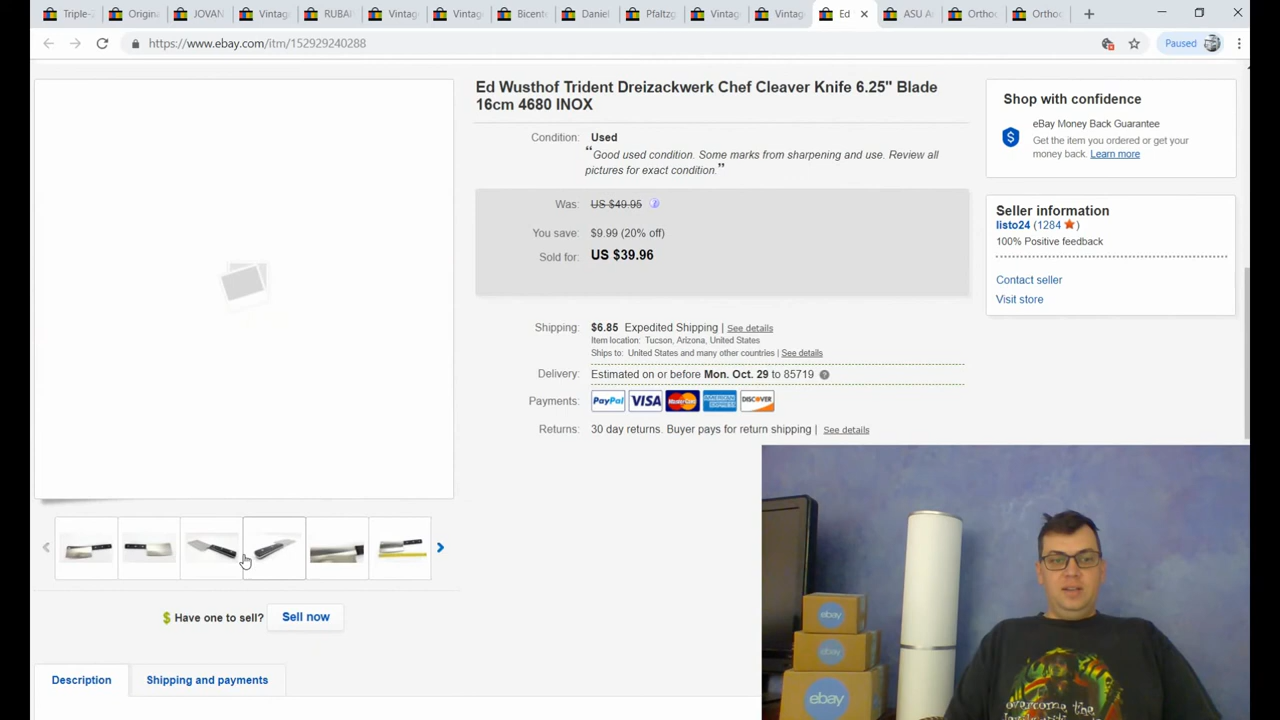 Triple-
Origina
JOVAN
Vintag
RUBAI
Vintage
Vintag
Bicent
Daniel
Pfaltzg
Vintage
Vintag
Ed
ASU A
Ortho
Ortho
https://www.ebay.com/itm/152929240288
Paused
Ed Wusthof Trident Dreizackwerk Chef Cleaver Knife 6.25" Blade
16cm 4680 INOX
Condition: Used
“Good used condition. Some marks from sharpening and use. Review all
pictures for exact condition.”
Was: US $49.95
You save: $9.99 (20% off)
Sold for: US $39.96
Shipping: $6.85 Expedited Shipping | See details
Item location: Tucson, Arizona, United States
Ships to: United States and many other countries | See details
Delivery: Estimated on or before Mon. Oct. 29 to 85719
Payments: PayPal VISA MasterCard AMERICAN EXPRESS DISCOVER
Returns: 30 day returns. Buyer pays for return shipping | See details
Shop with confidence
eBay Money Back Guarantee
Get the item you ordered or get your
money back. Learn more
Seller information
listo24 (1284 )
100% Positive feedback
Contact seller
Visit store
$ Have one to sell? Sell now
Description
Shipping and payments
ebay
ebay
ebay
overcome the